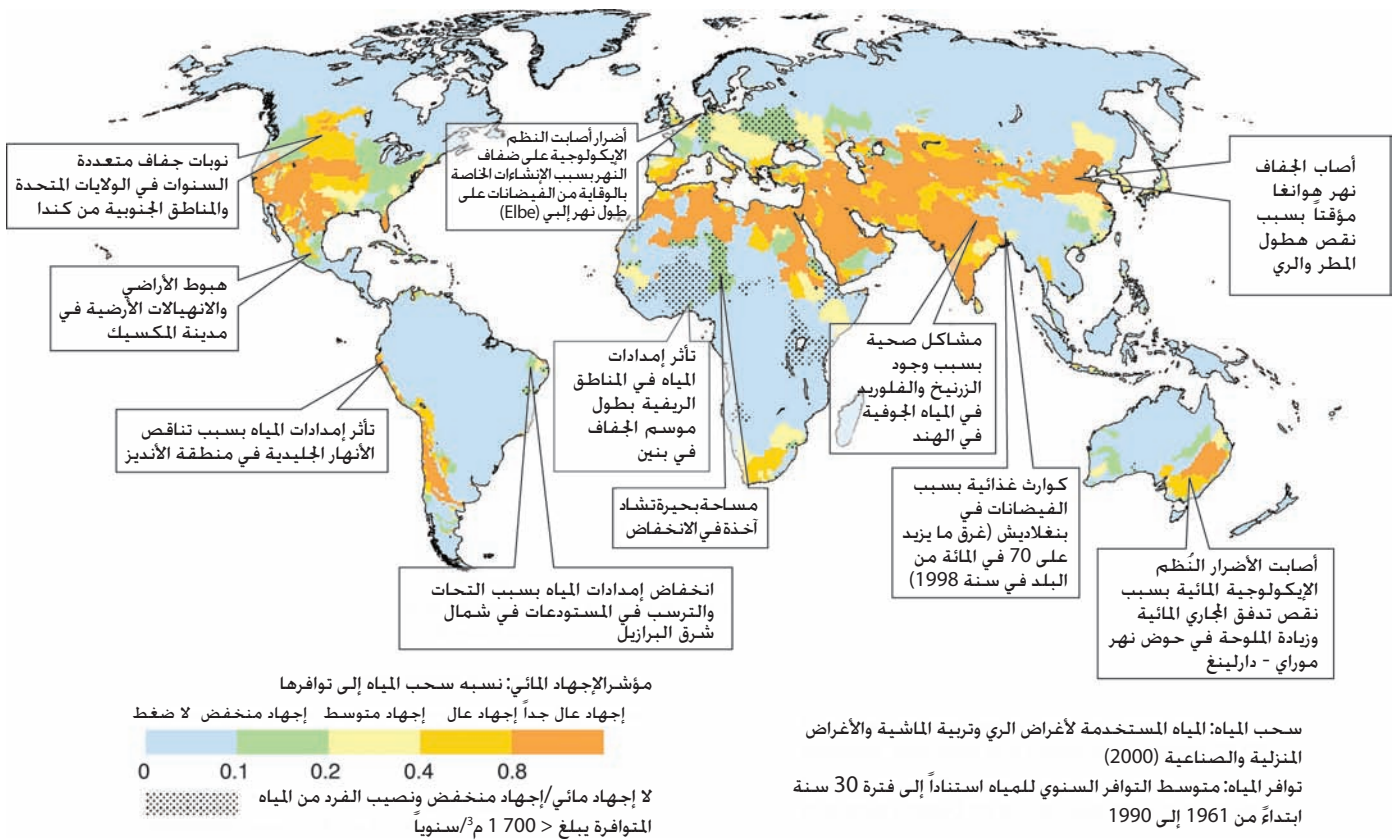 أضرار أصابت النظم
الإيكولوجية على ضفاف
النهر بسبب الإنشاءات الخاصة
بالوقاية من الفيضانات على
طول نهر إلبي (Elbe)
نوبات جفاف متعددة
السنوات في الولايات المتحدة
والمناطق الجنوبية من كندا
أصاب الجفاف
نهر هوانغا
مؤقتاً بسبب
نقص هطول
المطر والري
هبوط الأراضي
والانهيالات الأرضية في
مدينة المكسيك
تأثر إمدادات المياه بسبب تناقص
الأنهار الجليدية في منطقة الأنديز
تأثر إمدادات
المياه في المناطق
الريفية بطول
موسم الجفاف
في بنين
مشاكل صحية
بسبب وجود
الزرنيخ والفلوريد
في المياه الجوفية
في الهند
مساحة بحيرة تشاد
آخذة في الانخفاض
كوارث غذائية بسبب
الفيضانات في
بنغلاديش (غرق ما يزيد
على 70 في المائة من
البلد في سنة 1998)
انخفاض إمدادات المياه بسبب التحات
والترسب في المستودعات في شمال
شرق البرازيل
أصابت الأضرار النُظم
الإيكولوجية المائية بسبب
نقص تدفق المجاري المائية
وزيادة الملوحة في حوض نهر
موراي - دارلينغ
مؤشر الإجهاد المائي: نسبه سحب المياه إلى توافرها
لا ضغط إجهاد منخفض إجهاد متوسط إجهاد عال إجهاد عال جداً
0 0.1 0.2 0.4 0.8
لا إجهاد مائي/إجهاد منخفض ونصيب الفرد من المياه
المتوافرة يبلغ < 700 1 م³/سنوياً
سحب المياه: المياه المستخدمة لأغراض الري وتربية الماشية والأغراض
المنزلية والصناعية (2000)
توافر المياه: متوسط التوافر السنوي للمياه استناداً إلى فترة 30 سنة
ابتداءً من 1961 إلى 1990